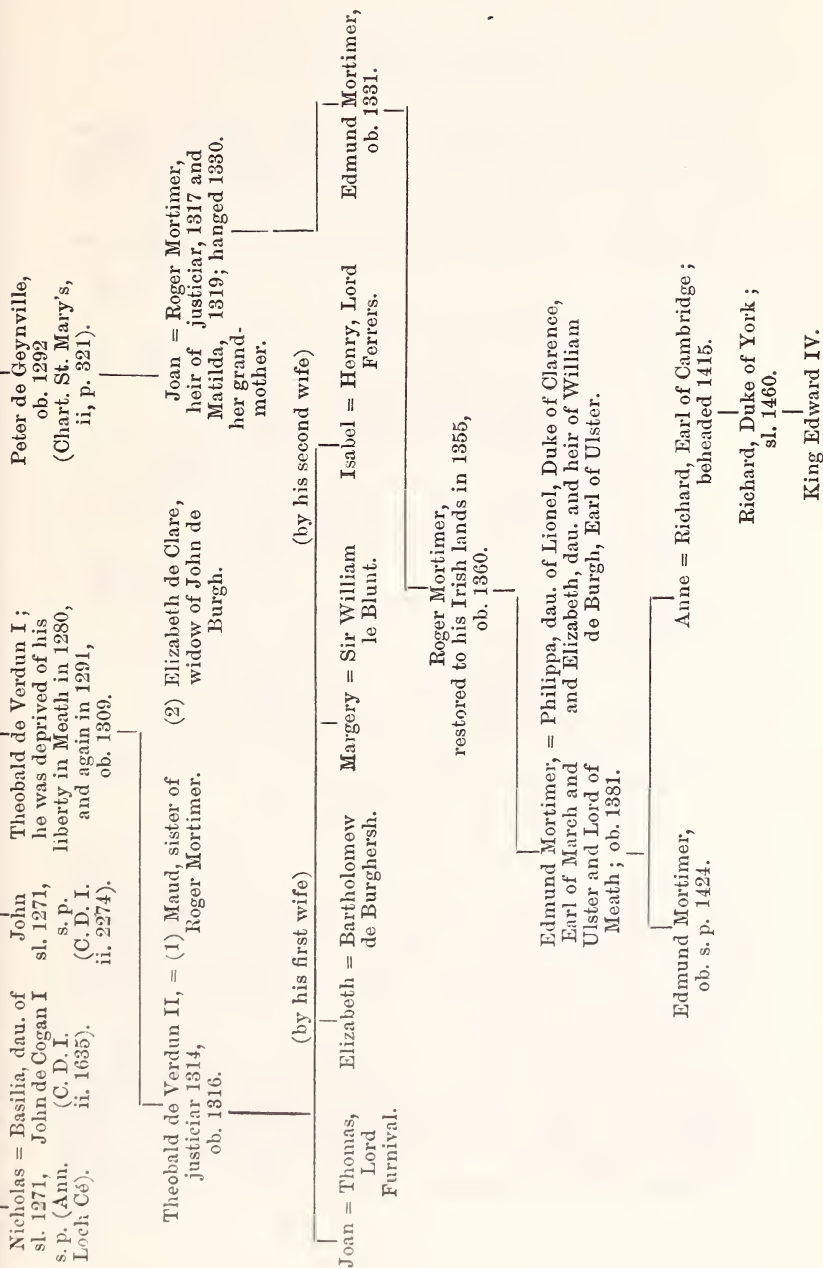 Nicholas = Basilia, dau. of
sl. 1271, John de Cogan I
s. p. (Ann. (C. D. I.
Loch Cé). ii. 1635).
John
sl. 1271,
s. p.
(C. D. I.
ii. 2274).
Theobald de Verdun I ;
he was deprived of his
liberty in Meath in 1280,
and again in 1291,
ob. 1309.
Peter de Geynville,
ob. 1292
(Chart. St. Mary's,
ii, p. 321).
Theobald de Verdun II, = (1) Maud, sister of
justiciar 1314, Roger Mortimer.
ob. 1316.
(2) Elizabeth de Clare,
widow of John de
Burgh.
Joan = Roger Mortimer,
heir of justiciar, 1317 and
Matilda, 1319; hanged 1330.
her grand-
mother.
(by his first wife)
(by his second wife)
Joan = Thomas,
Lord
Furnival.
Elizabeth = Bartholomew
de Burghersh.
Margery = Sir William
le Blunt.
Isabel = Henry, Lord
Ferrers.
Edmund Mortimer,
ob. 1331.
Roger Mortimer,
restored to his Irish lands in 1355,
ob. 1360.
Edmund Mortimer, = Philippa, dau. of Lionel, Duke of Clarence,
Earl of March and and Elizabeth, dau. and heir of William
Ulster and Lord of de Burgh, Earl of Ulster.
Meath ; ob. 1381.
Edmund Mortimer,
ob. s. p. 1424.
Anne = Richard, Earl of Cambridge ;
beheaded 1415.
Richard, Duke of York ;
sl. 1460.
King Edward IV.